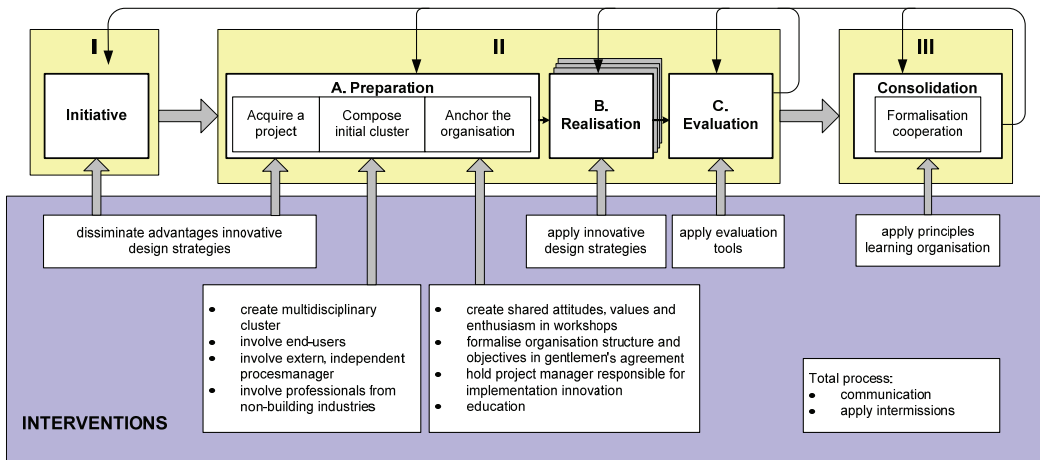 I
II
III
Initiative
A. Preparation
Acquire a
project
Compose
initial cluster
Anchor the
organisation
B.
Realisation
C.
Evaluation
Consolidation
Formalisation
cooperation
dissiminate advantages innovative
design strategies
apply innovative
design strategies
apply evaluation
tools
apply principles
learning organisation
• create multidisciplinary
cluster
• involve end-users
• involve extern, independent
procesmanager
• involve professionals from
non-building industries
• create shared attitudes, values and
enthusiasm in workshops
• formalise organisation structure and
objectives in gentlemen's agreement
• hold project manager responsible for
implementation innovation
• education
Total process:
• communication
• apply intermissions
INTERVENTIONS